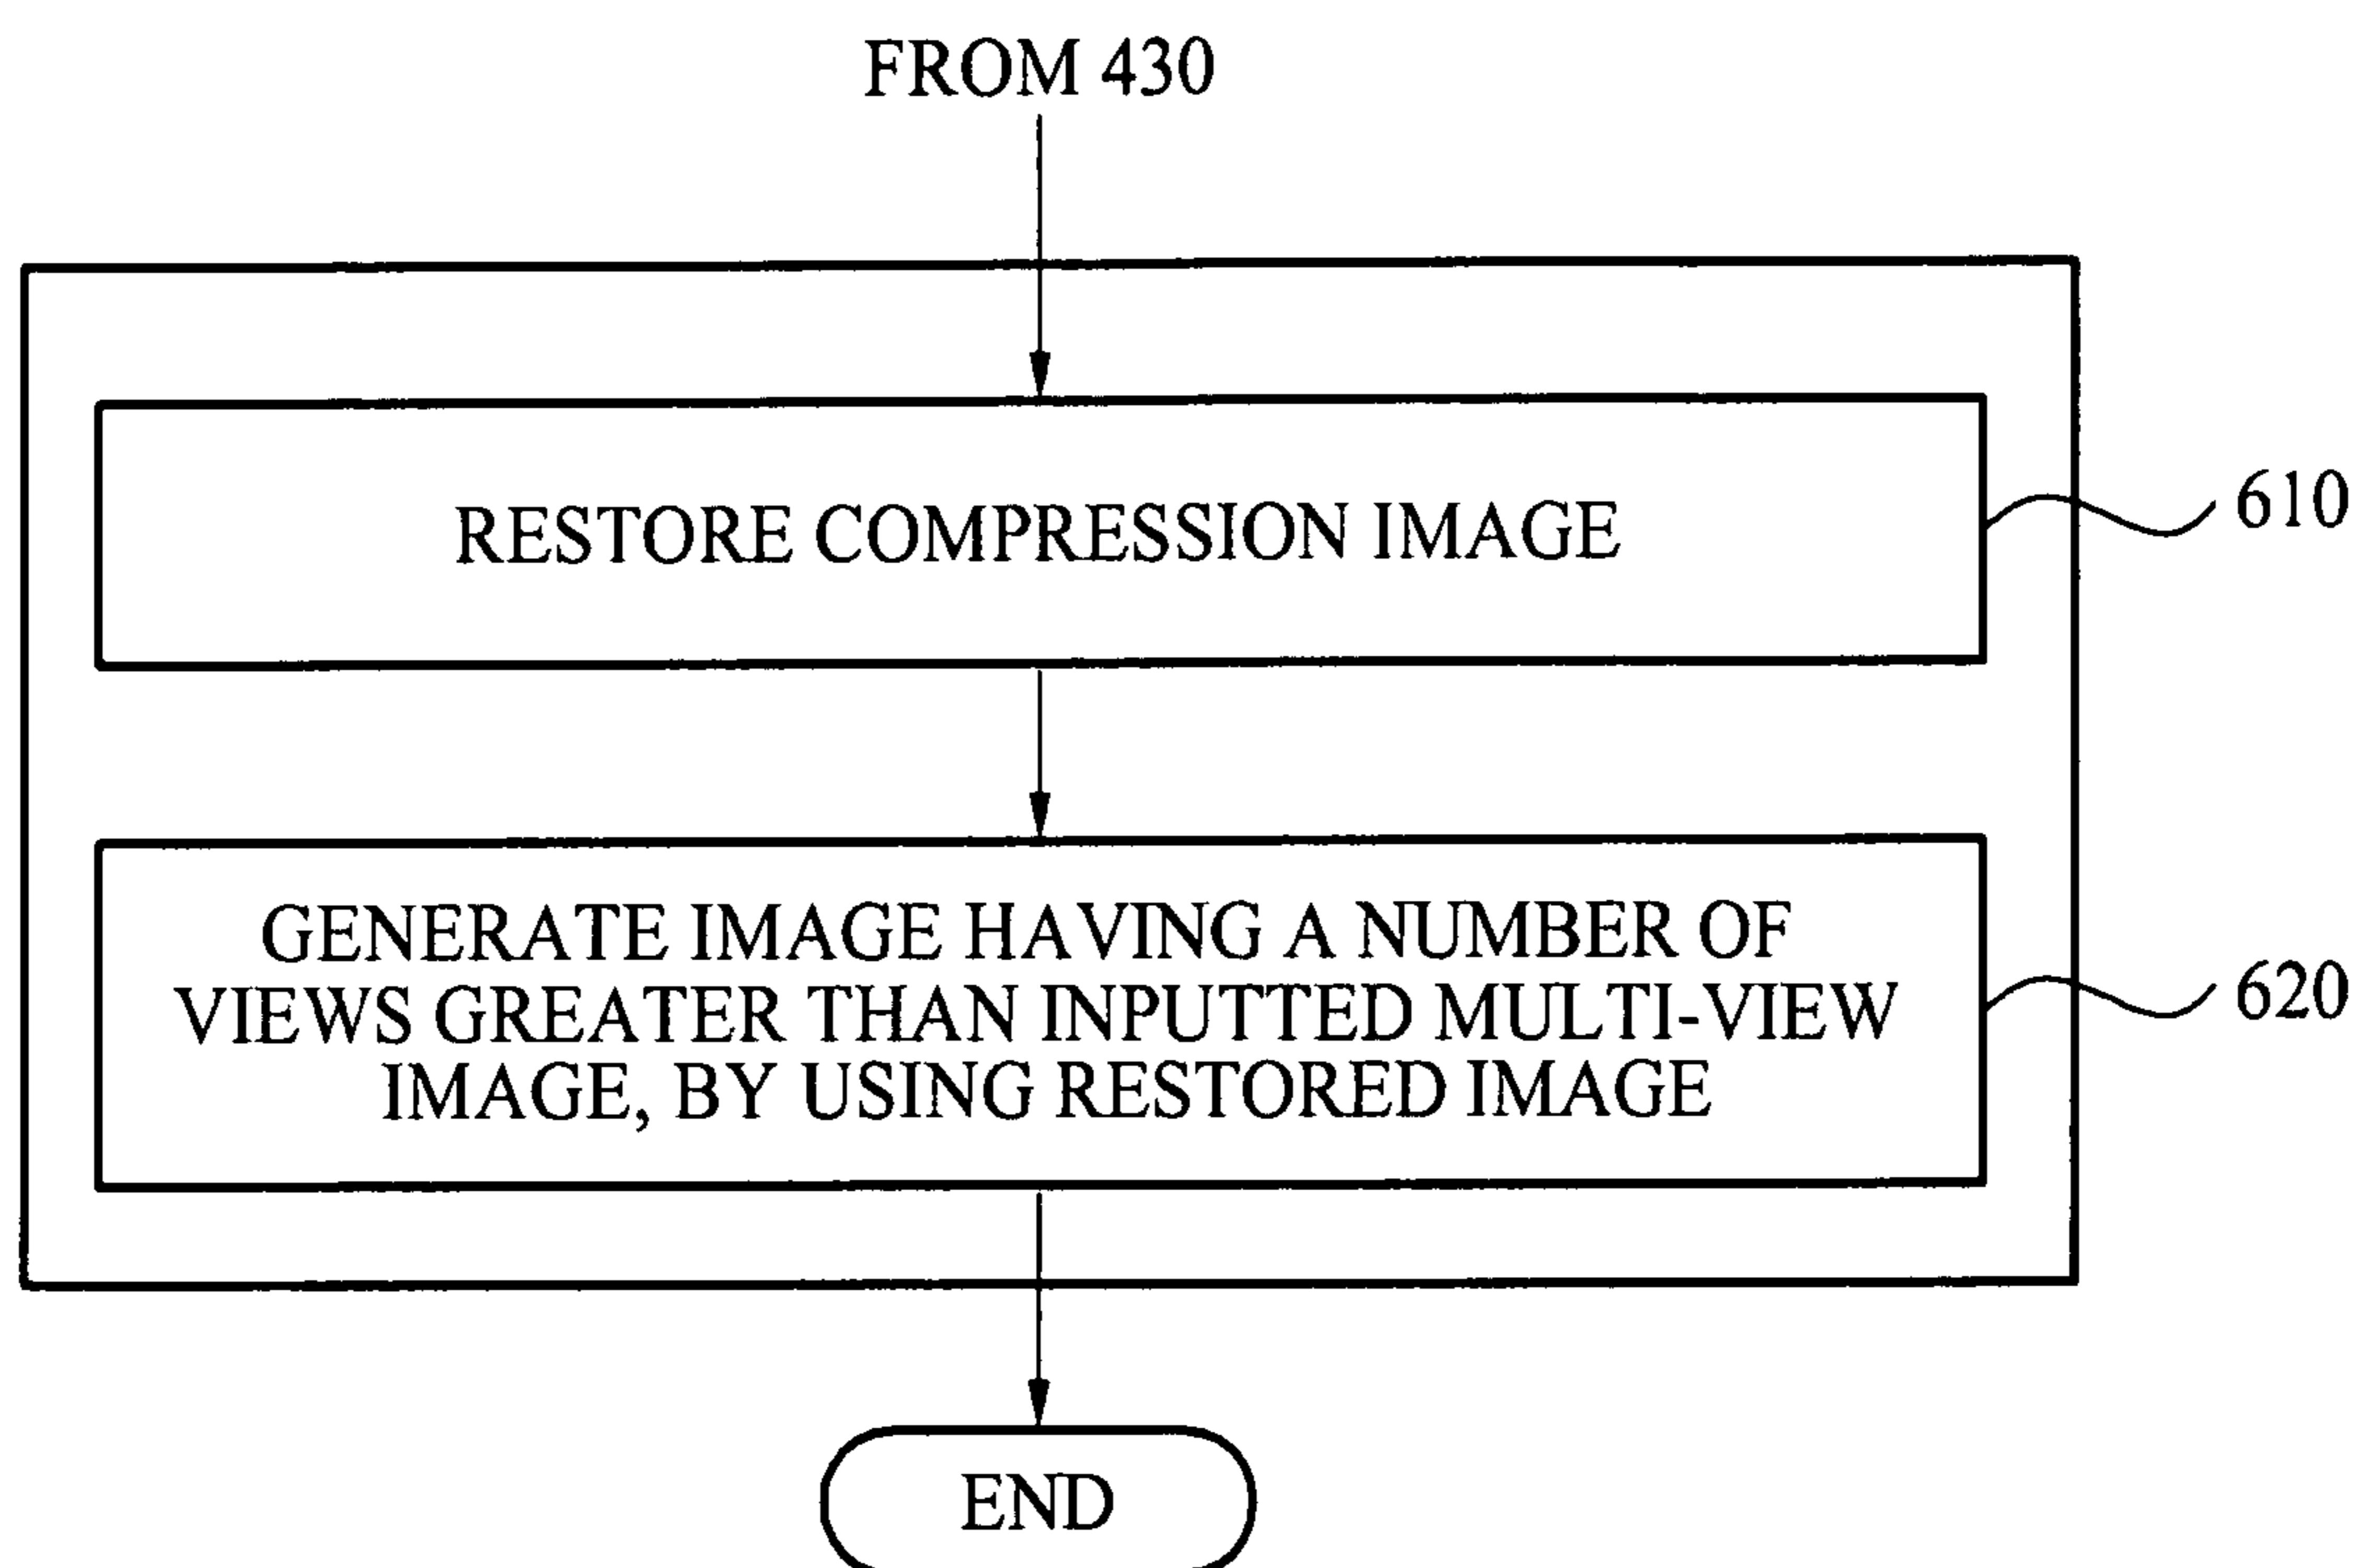 FROM 430
RESTORE COMPRESSION IMAGE
610
GENERATE IMAGE HAVING A NUMBER OF
VIEWS GREATER THAN INPUTTED MULTI-VIEW
IMAGE, BY USING RESTORED IMAGE
620
END